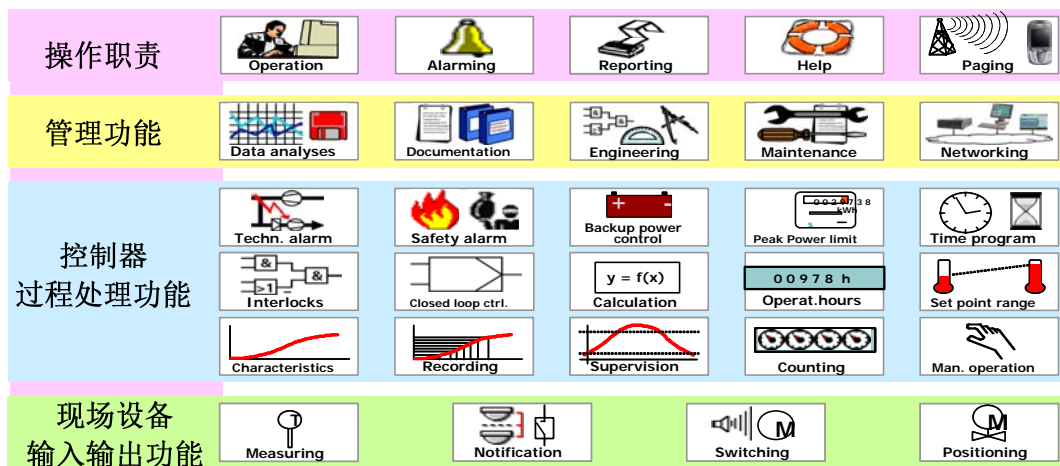 操作职责
Operation
Alarming
Reporting
Help
Paging
管理功能
Data analyses
Documentation
Engineering
Maintenance
Networking
控制器
过程处理功能
Techn. alarm
Safety alarm
+ -
Backup power
control
0029738
kWh
S
Peak Power limit
Time program
&
>1
&
Interlocks
Closed loop ctrl.
y = f(x)
Calculation
00978 h
Operat.hours
Set point range
Characteristics
Recording
Supervision
Counting
Man. operation
现场设备
输入输出功能
T
Measuring
Notification
M
Switching
M
Positioning